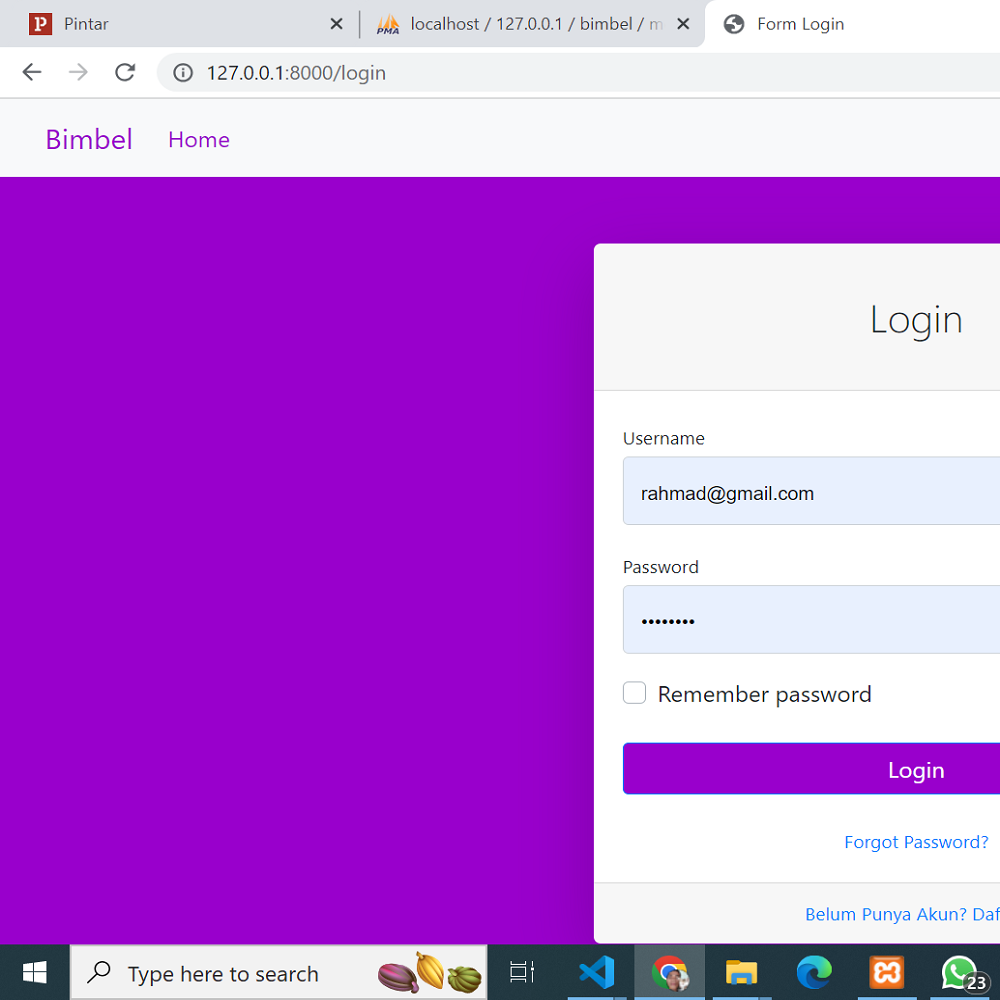 Pintar
localhost / 127.0.0.1 / bimbel / m
Form Login
127.0.0.1:8000/login
Bimbel Home
Login
Username
rahmad@gmail.com
Password
••••••••
Remember password
Login
Forgot Password?
Belum Punya Akun? Daf
Type here to search
23